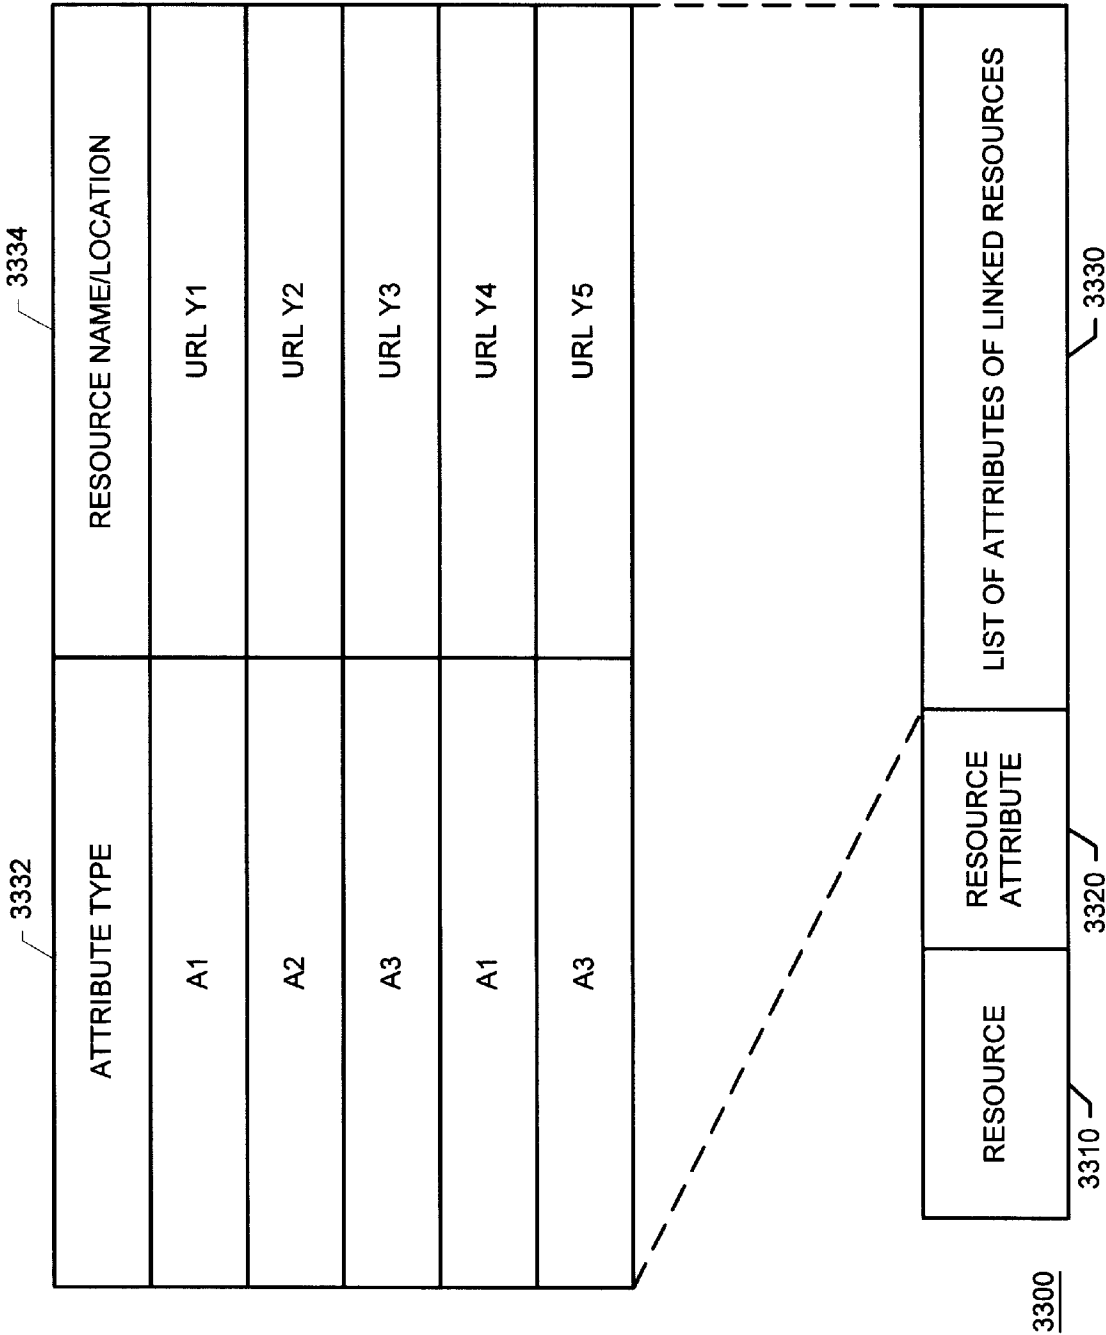 3332
3334
ATTRIBUTE TYPE
RESOURCE NAME/LOCATION
A1
URL Y1
A2
URL Y2
A3
URL Y3
A1
URL Y4
A3
URL Y5
RESOURCE
RESOURCE
ATTRIBUTE
LIST OF ATTRIBUTES OF LINKED RESOURCES
3310
3320
3330
3300